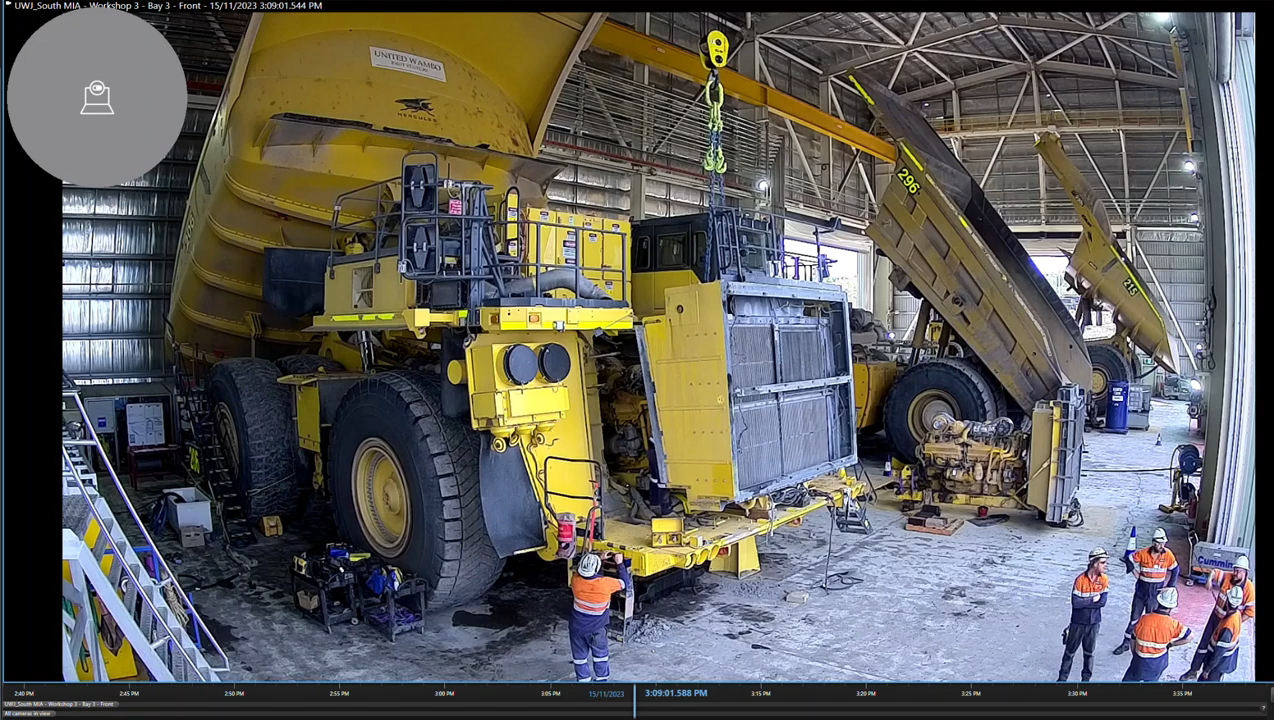 UWJ_South MIA - Workshop 3 - Bay 3 - Front - 15/11/2023 3:09:01.544 PM
UNITED WAMBO
JOINT VENTURE
HERCULES
296
215
Cummins
2:40 PM
2:45 PM
2:50 PM
2:55 PM
3:00 PM
3:05 PM
15/11/2023
3:09:01.588 PM
3:15 PM
3:20 PM
3:25 PM
3:30 PM
3:35 PM
UWJ_South MIA - Workshop 3 - Bay 3 - Front
All cameras in view
?